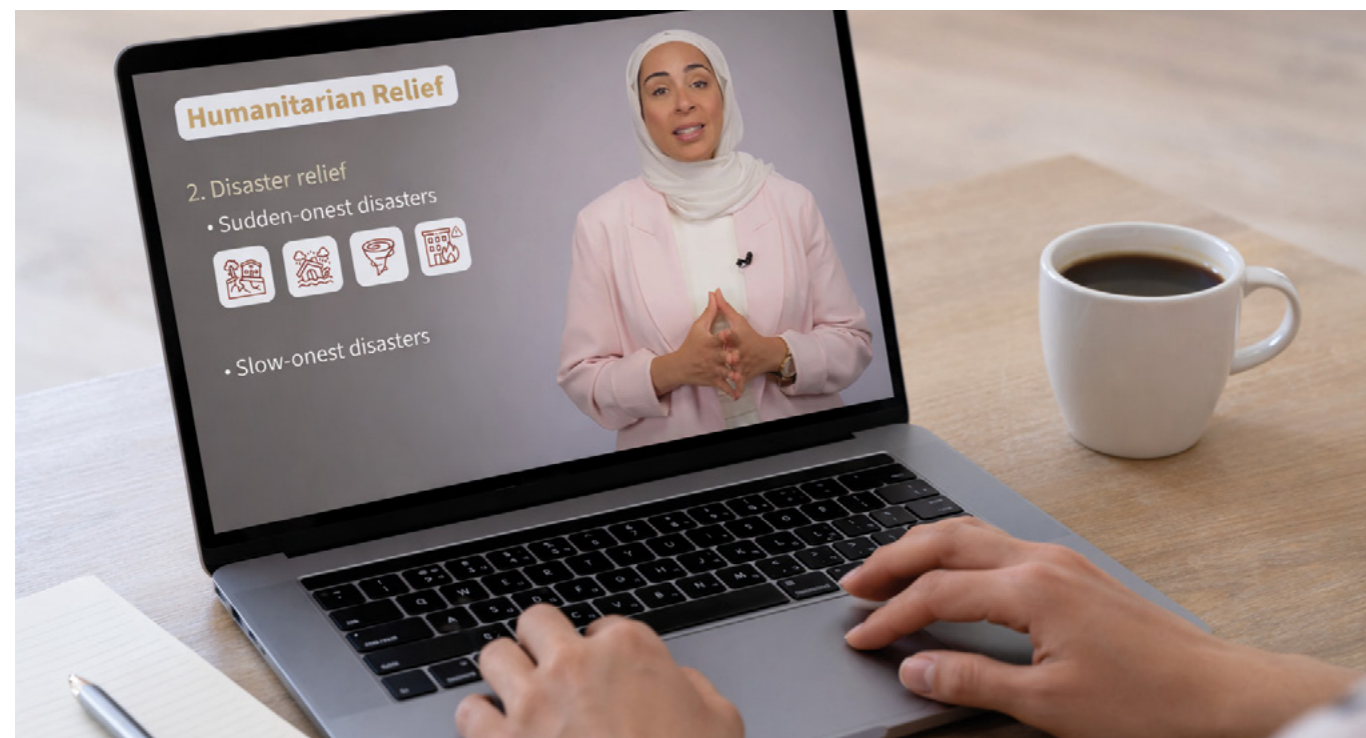 Humanitarian Relief
2. Disaster relief
• Sudden-onest disasters
• Slow-onest disasters